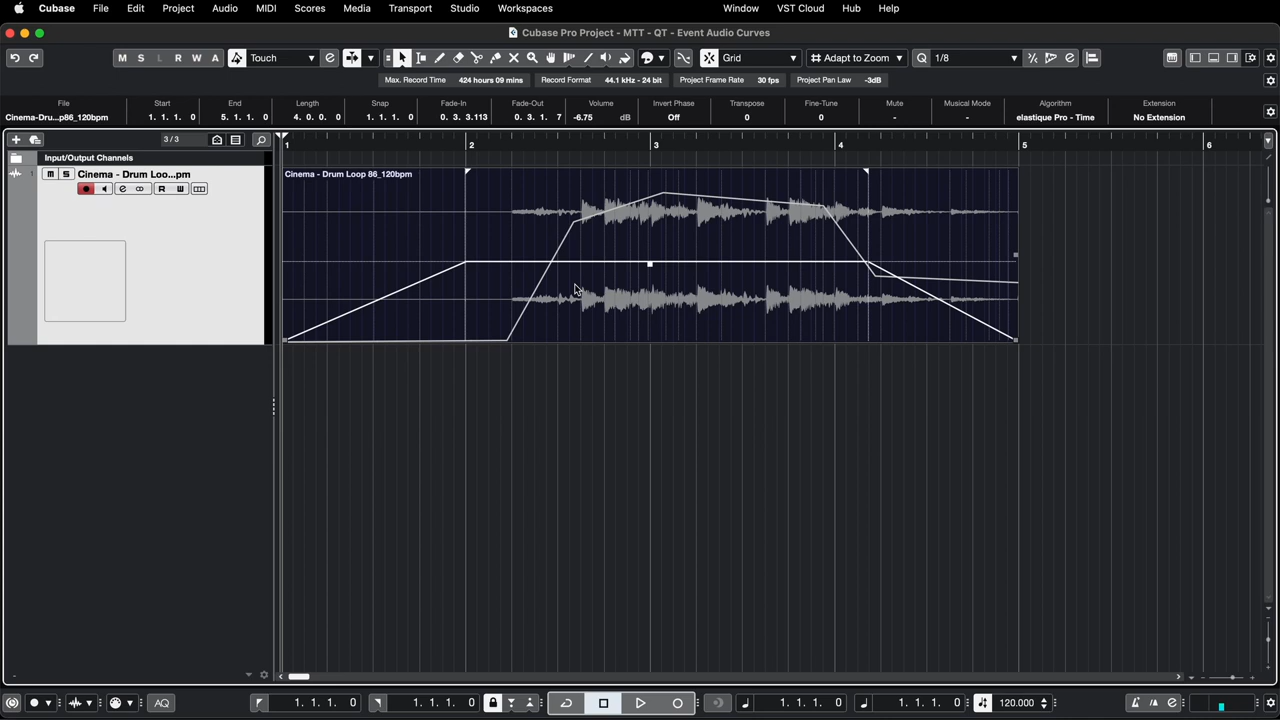 Cubase File Edit Project Audio MIDI Scores Media Transport Studio Workspaces Window VST Cloud Hub Help
Cubase Pro Project - MTT - QT - Event Audio Curves
M S L R W A Touch e Grid Adapt to Zoom Q 1/8 e
Max. Record Time 424 hours 09 mins Record Format 44.1 kHz - 24 bit Project Frame Rate 30 fps Project Pan Law -3dB
File Start End Length Snap Fade-In Fade-Out Volume Invert Phase Transpose Fine-Tune Mute Musical Mode Algorithm Extension
Cinema-Dru...p86_120bpm 1. 1. 1. 0 5. 1. 1. 0 4. 0. 0. 0 1. 1. 1. 0 0. 3. 3.113 0. 3. 1. 7 -6.75 dB Off 0 0 - - elastique Pro - Time No Extension
3/3 1 2 3 4 5 6
Input/Output Channels
1 M S Cinema - Drum Loo...pm Cinema - Drum Loop 86_120bpm
e R W
AQ 1. 1. 1. 0 1. 1. 1. 0 1. 1. 1. 0 1. 1. 1. 0 120.000